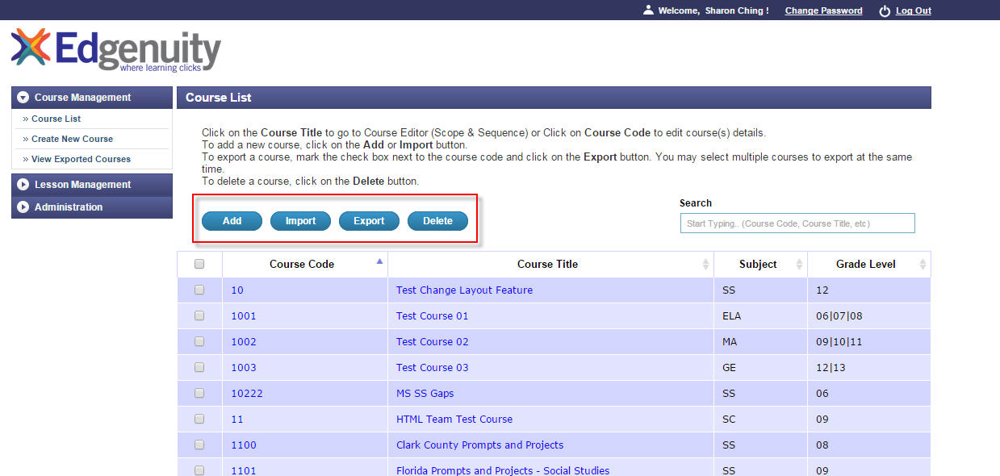 Welcome, Sharon Ching ! Change Password Log Out
Edgenuity
where learning clicks
Course Management
» Course List
» Create New Course
» View Exported Courses
Lesson Management
Administration
Course List
Click on the Course Title to go to Course Editor (Scope & Sequence) or Click on Course Code to edit course(s) details.
To add a new course, click on the Add or Import button.
To export a course, mark the check box next to the course code and click on the Export button. You may select multiple courses to export at the same
time.
To delete a course, click on the Delete button.
Add Import Export Delete
Search
Start Typing.. (Course Code, Course Title, etc)
Course Code Course Title Subject Grade Level
10 Test Change Layout Feature SS 12
1001 Test Course 01 ELA 06|07|08
1002 Test Course 02 MA 09|10|11
1003 Test Course 03 GE 12|13
10222 MS SS Gaps SS 06
11 HTML Team Test Course SC 09
1100 Clark County Prompts and Projects SS 08
1101 Florida Prompts and Projects - Social Studies SS 09